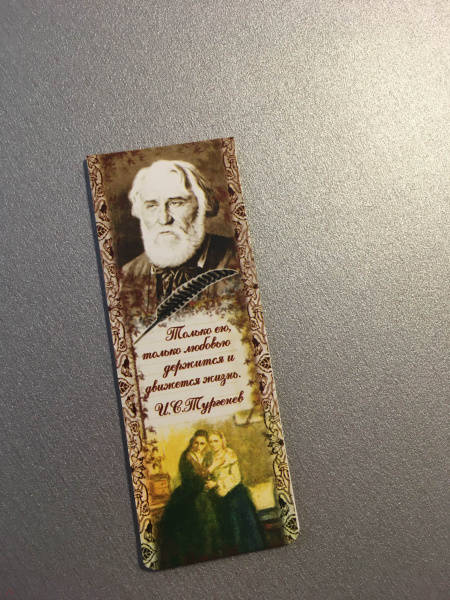 Только ею,
только любовью
держится и
движется жизнь.
И.С.Тургенев